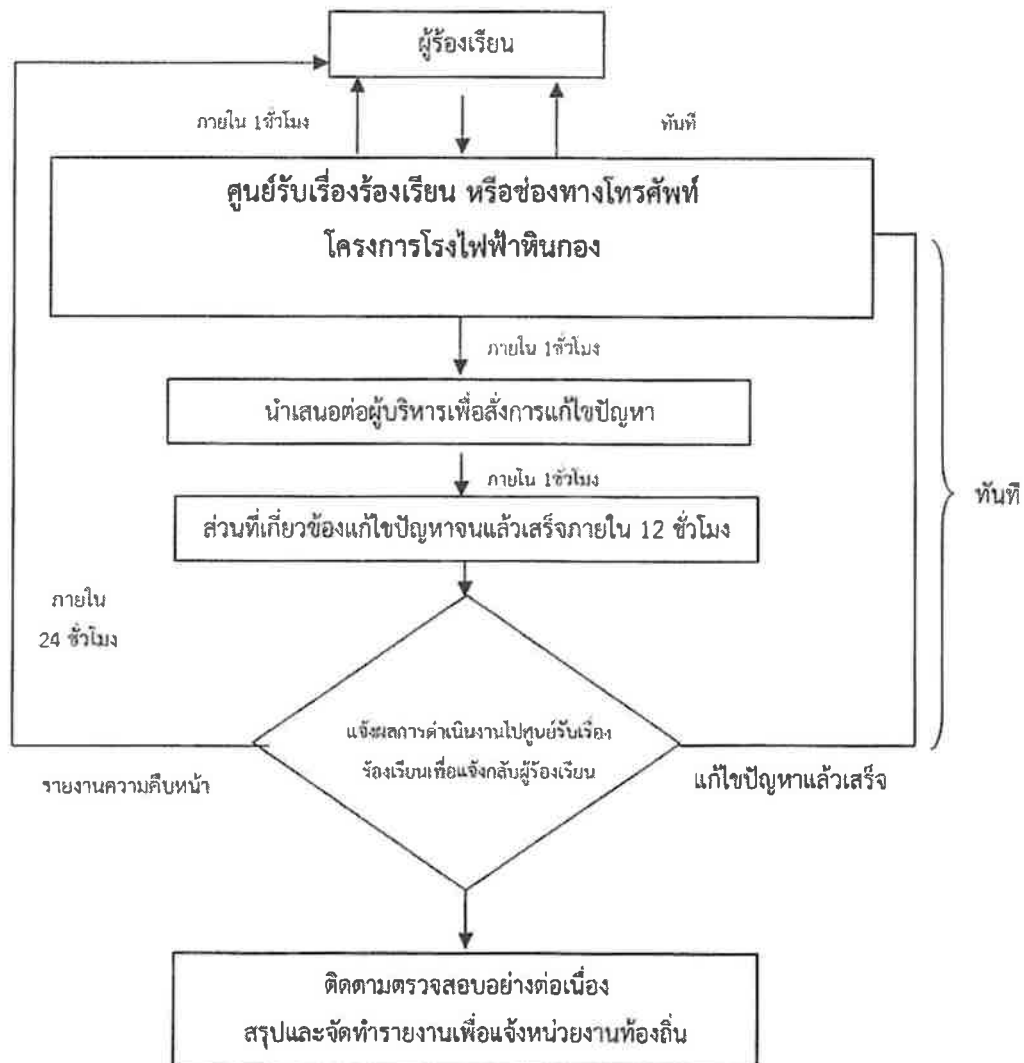 ผู้ร้องเรียน
ภายใน 1ชั่วโมง
ทันที
ศูนย์รับเรื่องร้องเรียน หรือช่องทางโทรศัพท์
โครงการโรงไฟฟ้าหินกอง
ภายใน 1ชั่วโมง
นำเสนอต่อผู้บริหารเพื่อสั่งการแก้ไขปัญหา
ภายใน 1ชั่วโมง
ส่วนที่เกี่ยวข้องแก้ไขปัญหาจนแล้วเสร็จภายใน 12 ชั่วโมง
ทันที
ภายใน
24 ชั่วโมง
แจ้งผลการดำเนินงานไปศูนย์รับเรื่อง
ร้องเรียนเพื่อแจ้งกลับผู้ร้องเรียน
รายงานความคืบหน้า
แก้ไขปัญหาแล้วเสร็จ
ติดตามตรวจสอบอย่างต่อเนื่อง
สรุปและจัดทำรายงานเพื่อแจ้งหน่วยงานท้องถิ่น